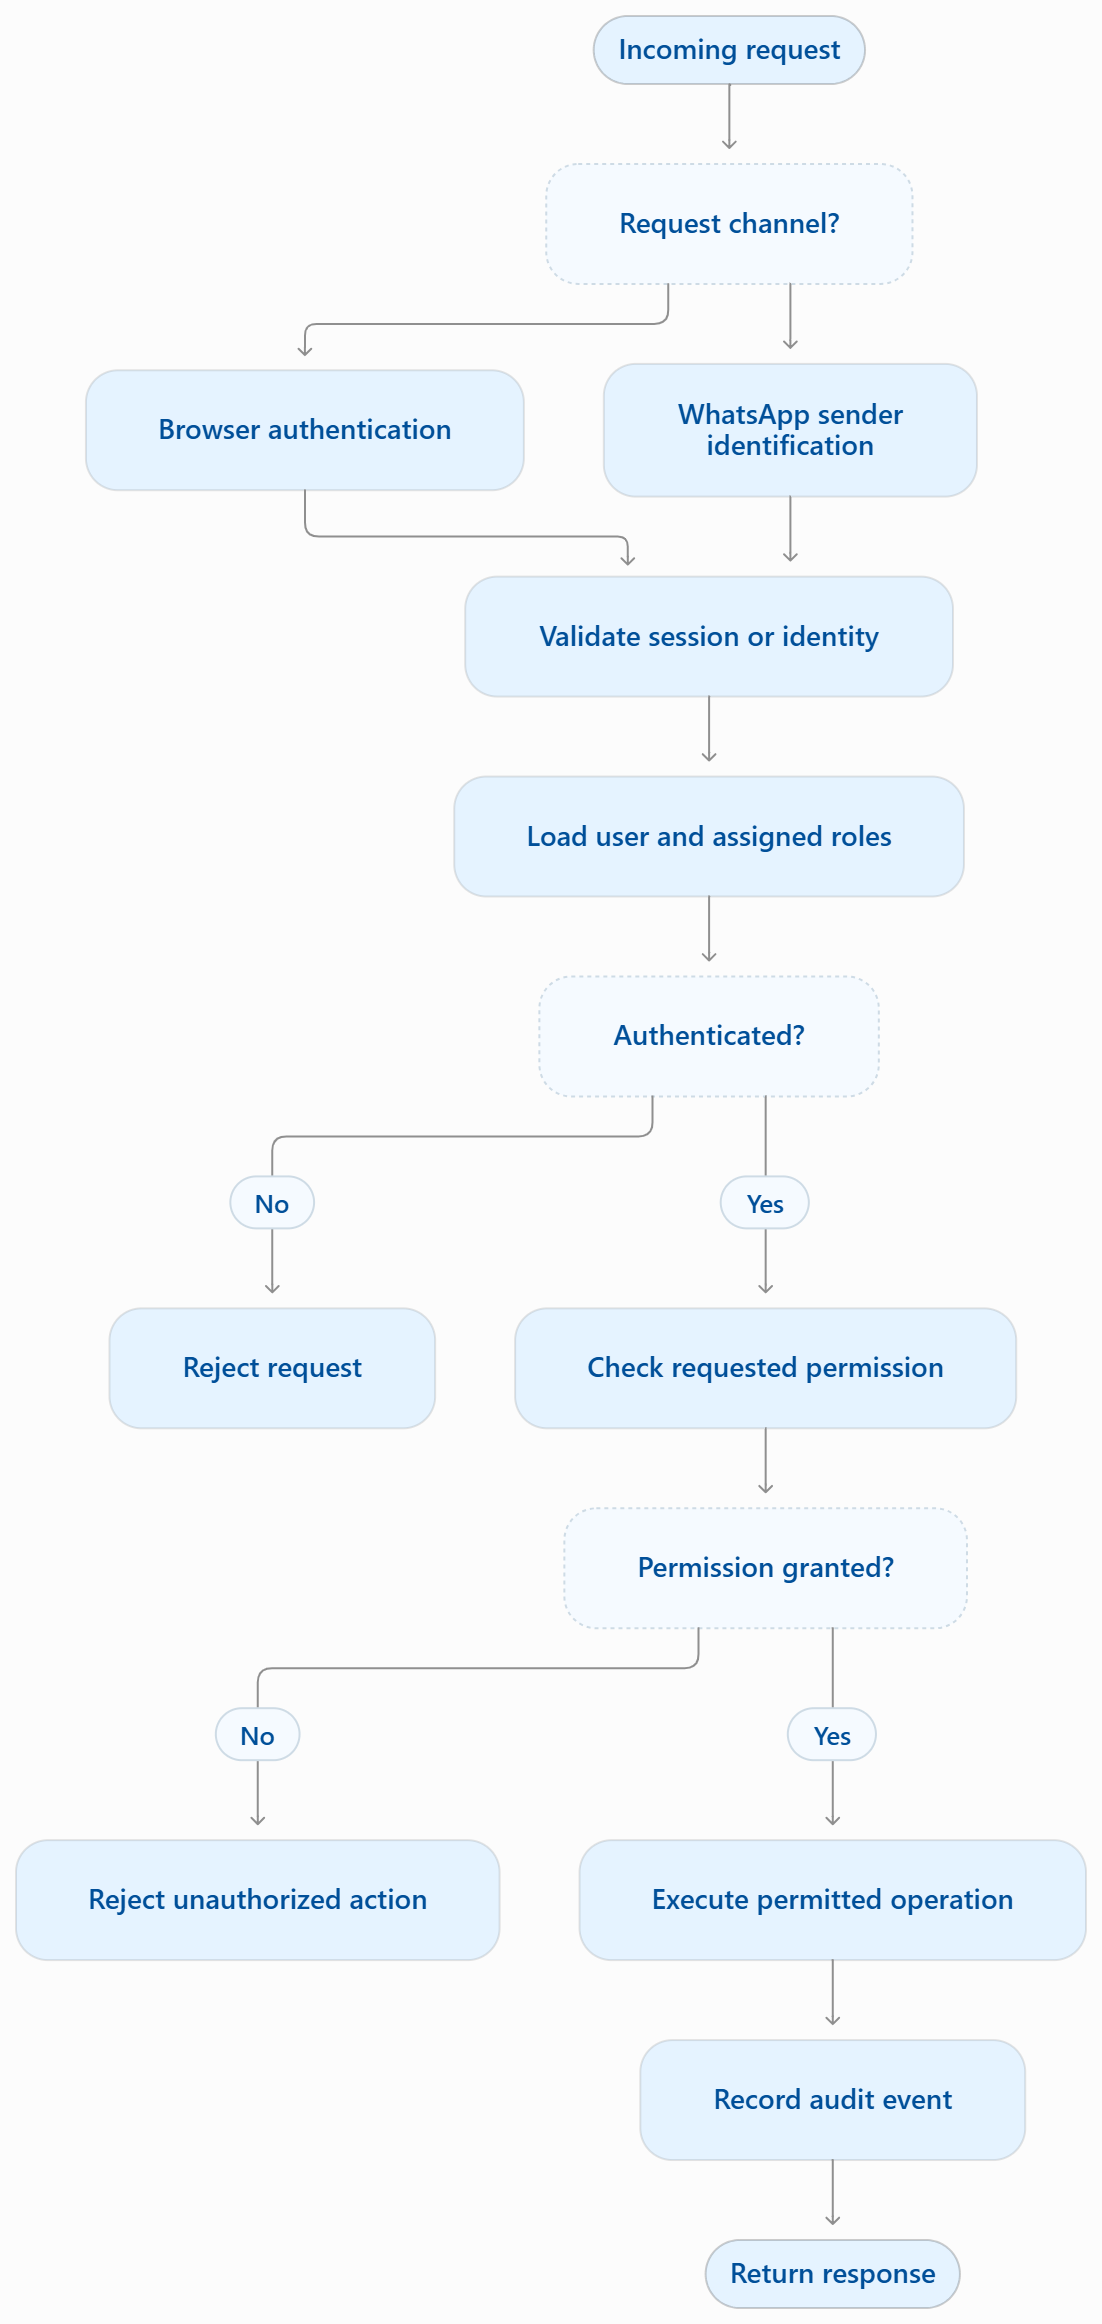 Incoming request
Request channel?
Browser authentication
WhatsApp sender
identification
Validate session or identity
Load user and assigned roles
Authenticated?
No
Yes
Reject request
Check requested permission
Permission granted?
No
Yes
Reject unauthorized action
Execute permitted operation
Record audit event
Return response